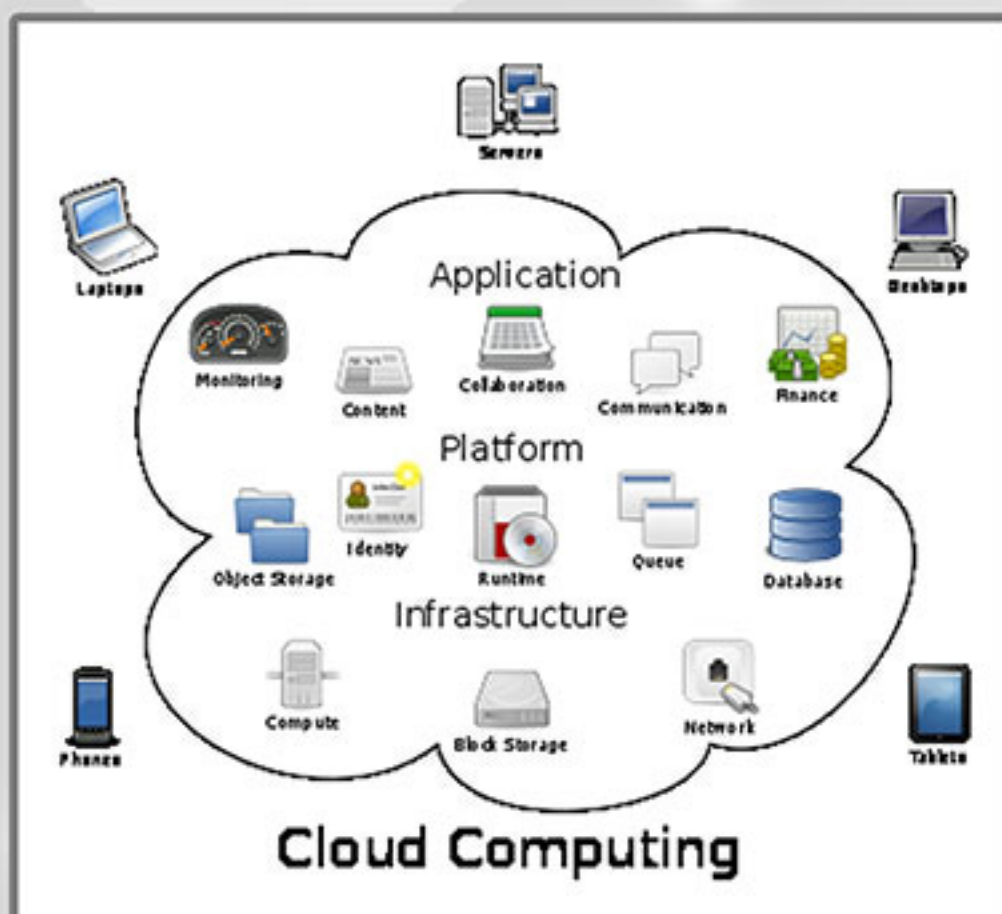 Servers
Laptops
Desktops
Application
Monitoring
Content
Collaboration
Communication
Finance
Platform
Object Storage
Identity
Runtime
Queue
Database
Infrastructure
Compute
Block Storage
Network
Phones
Tablets
Cloud Computing